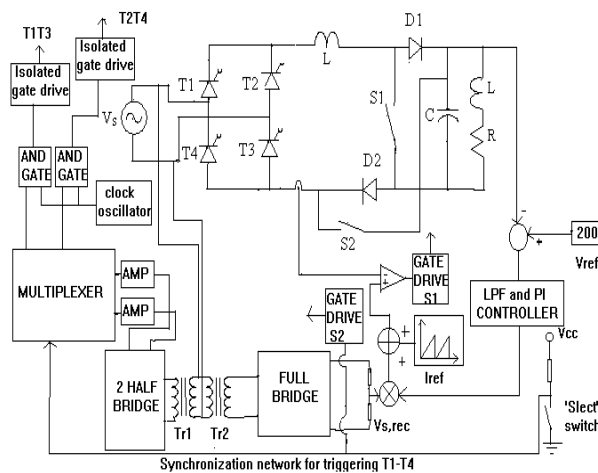 T1T3
T2T4
Isolated
gate drive
Isolated
gate drive
Vs
T1
T2
T4
T3
L
D1
S1
C
L
R
D2
S2
AND
GATE
AND
GATE
clock
oscillator
MULTIPLEXER
AMP
AMP
2 HALF
BRIDGE
Tr1
Tr2
FULL
BRIDGE
GATE
DRIVE
S2
GATE
DRIVE
S1
+
-
+
+
Iref
Vs,rec
-
+
200
Vref
LPF and PI
CONTROLLER
Vcc
'Slect'
switch
Synchronization network for triggering T1-T4